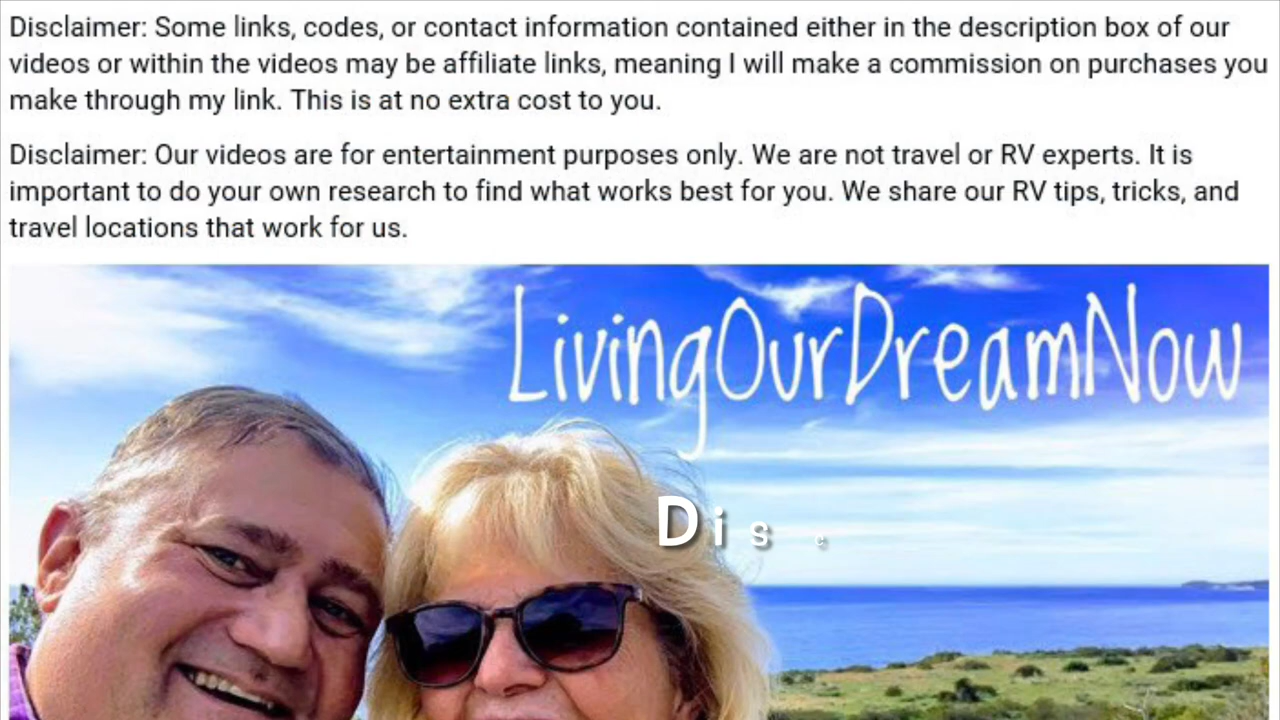 Disclaimer: Some links, codes, or contact information contained either in the description box of our
videos or within the videos may be affiliate links, meaning I will make a commission on purchases you
make through my link. This is at no extra cost to you.
Disclaimer: Our videos are for entertainment purposes only. We are not travel or RV experts. It is
important to do your own research to find what works best for you. We share our RV tips, tricks, and
travel locations that work for us.
LivingOurDreamNow
Dis e